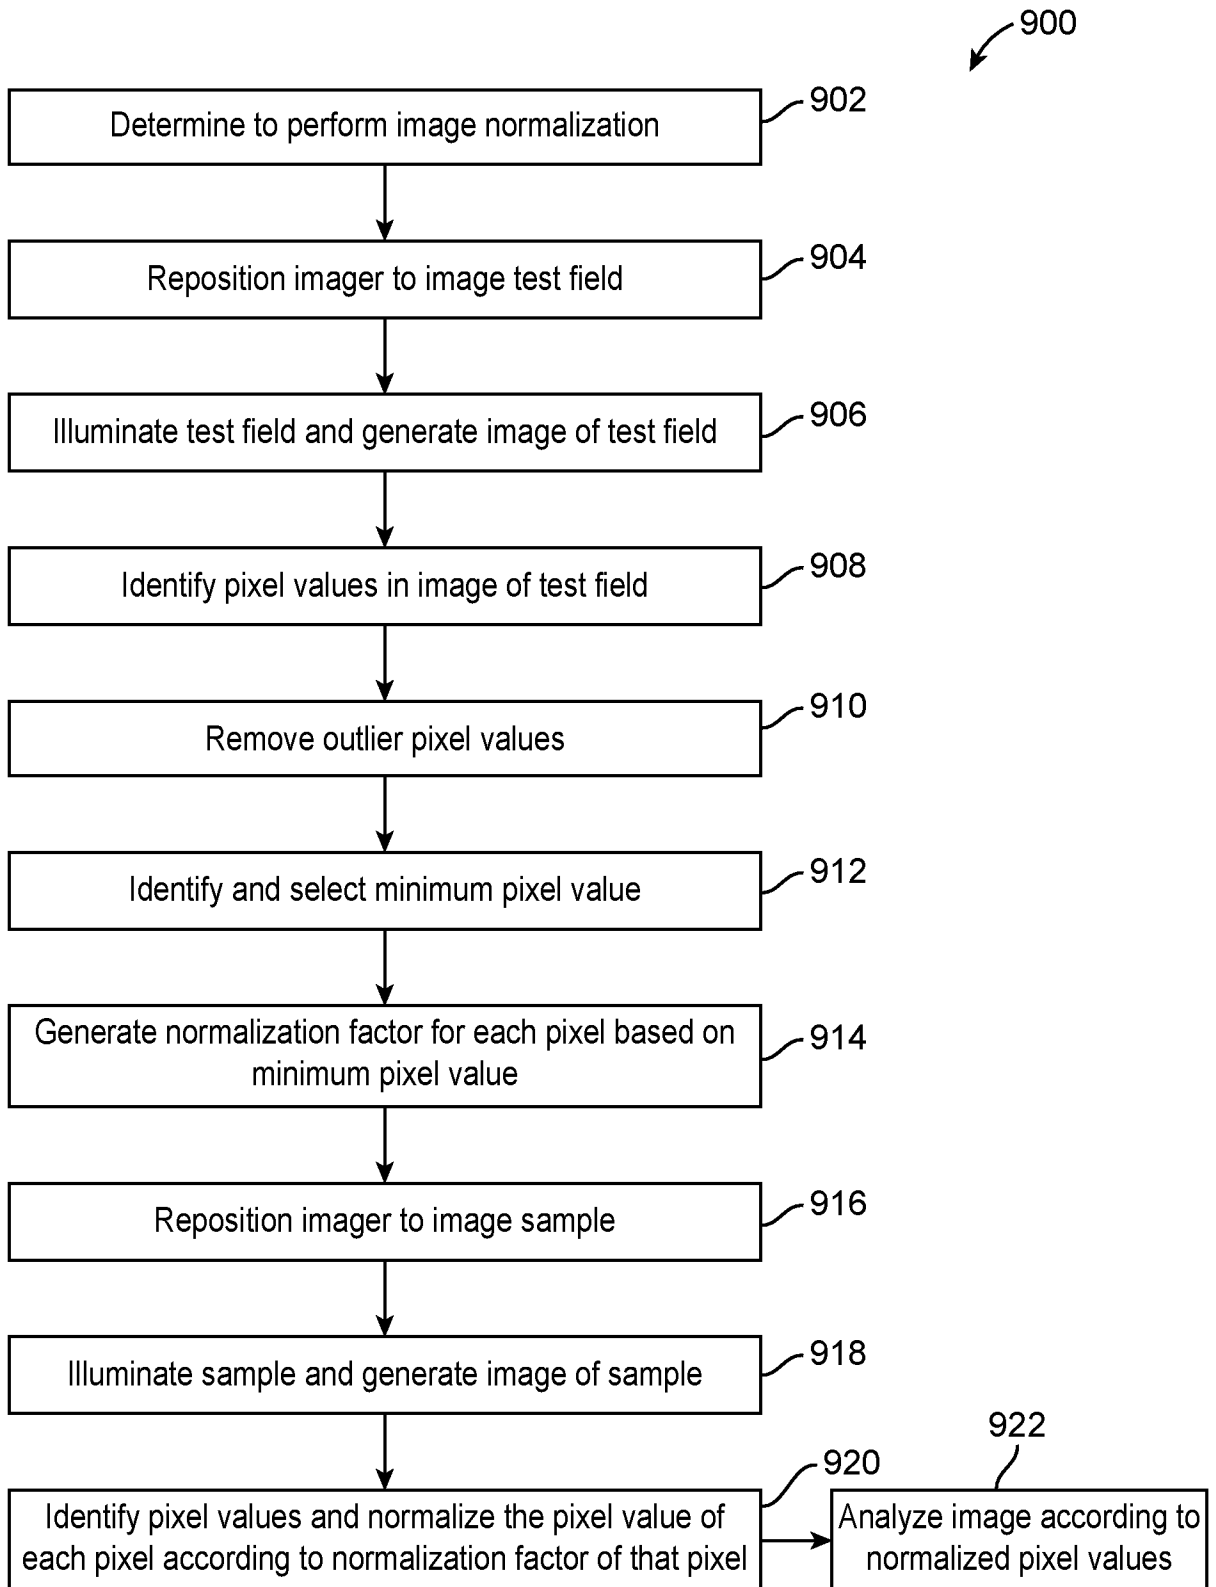 900
902
Determine to perform image normalization
904
Reposition imager to image test field
906
Illuminate test field and generate image of test field
908
Identify pixel values in image of test field
910
Remove outlier pixel values
912
Identify and select minimum pixel value
914
Generate normalization factor for each pixel based on
minimum pixel value
916
Reposition imager to image sample
918
Illuminate sample and generate image of sample
920
Identify pixel values and normalize the pixel value of
each pixel according to normalization factor of that pixel
922
Analyze image according to
normalized pixel values